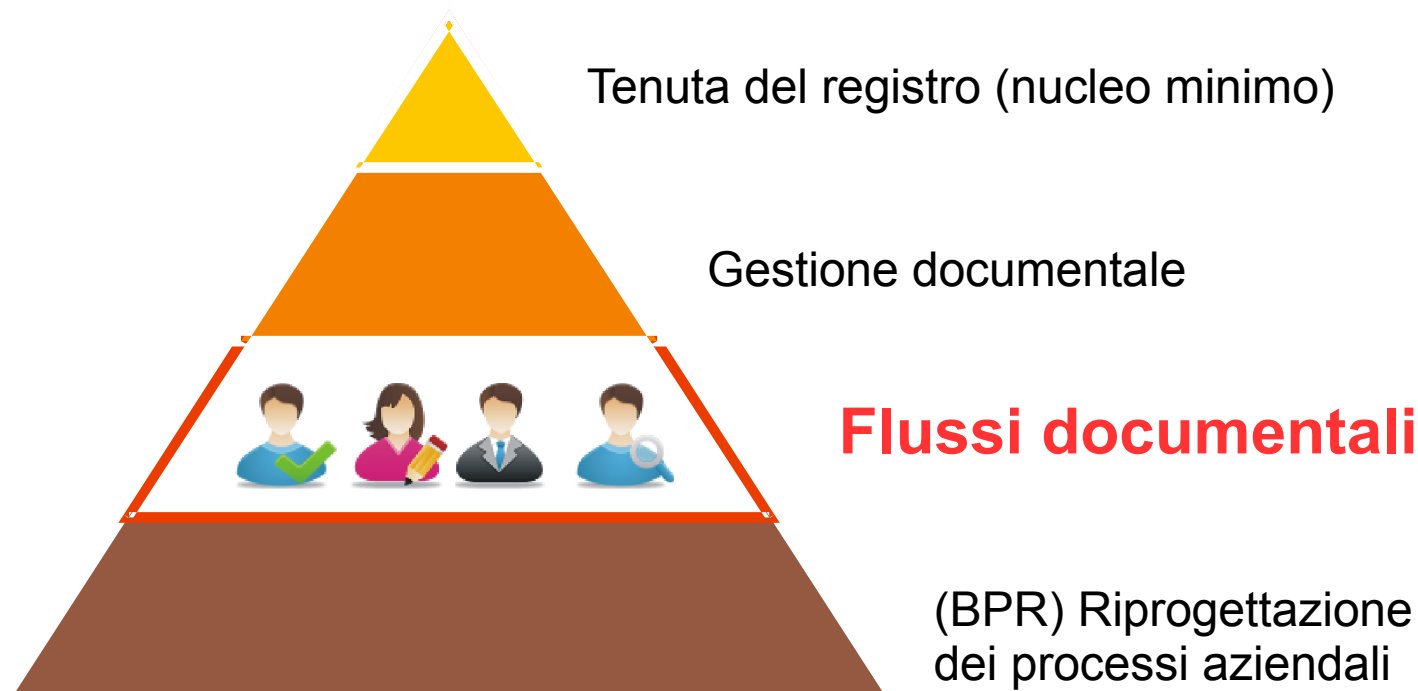 Tenuta del registro (nucleo minimo)
Gestione documentale
Flussi documentali
(BPR) Riprogettazione
dei processi aziendali